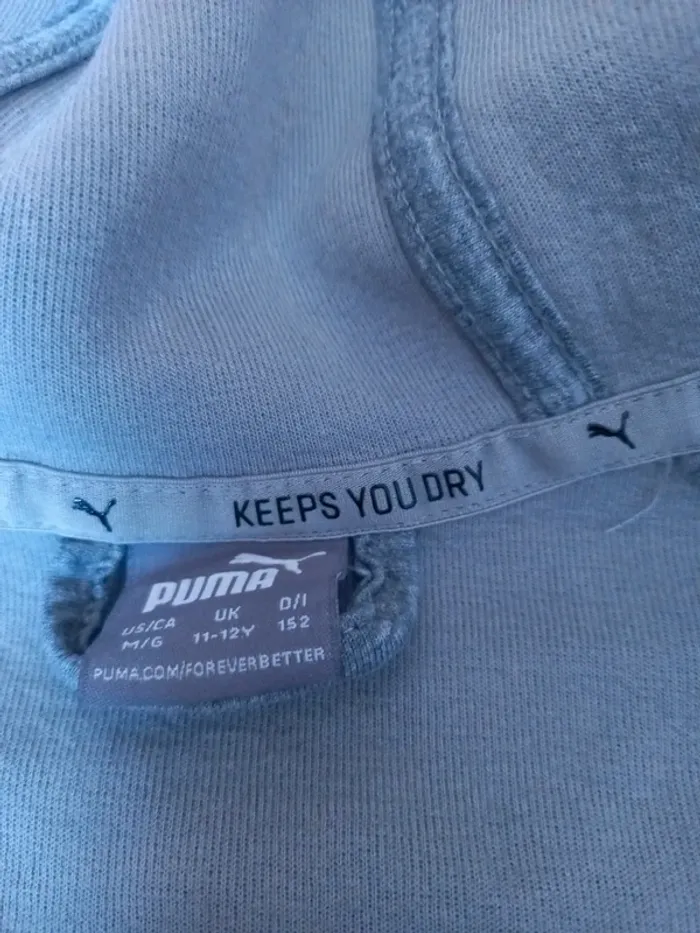 KEEPS YOU DRY
PUMA
US/CA UK D/I
M/G 11-12Y 152
PUMA.COM/FOREVERBETTER